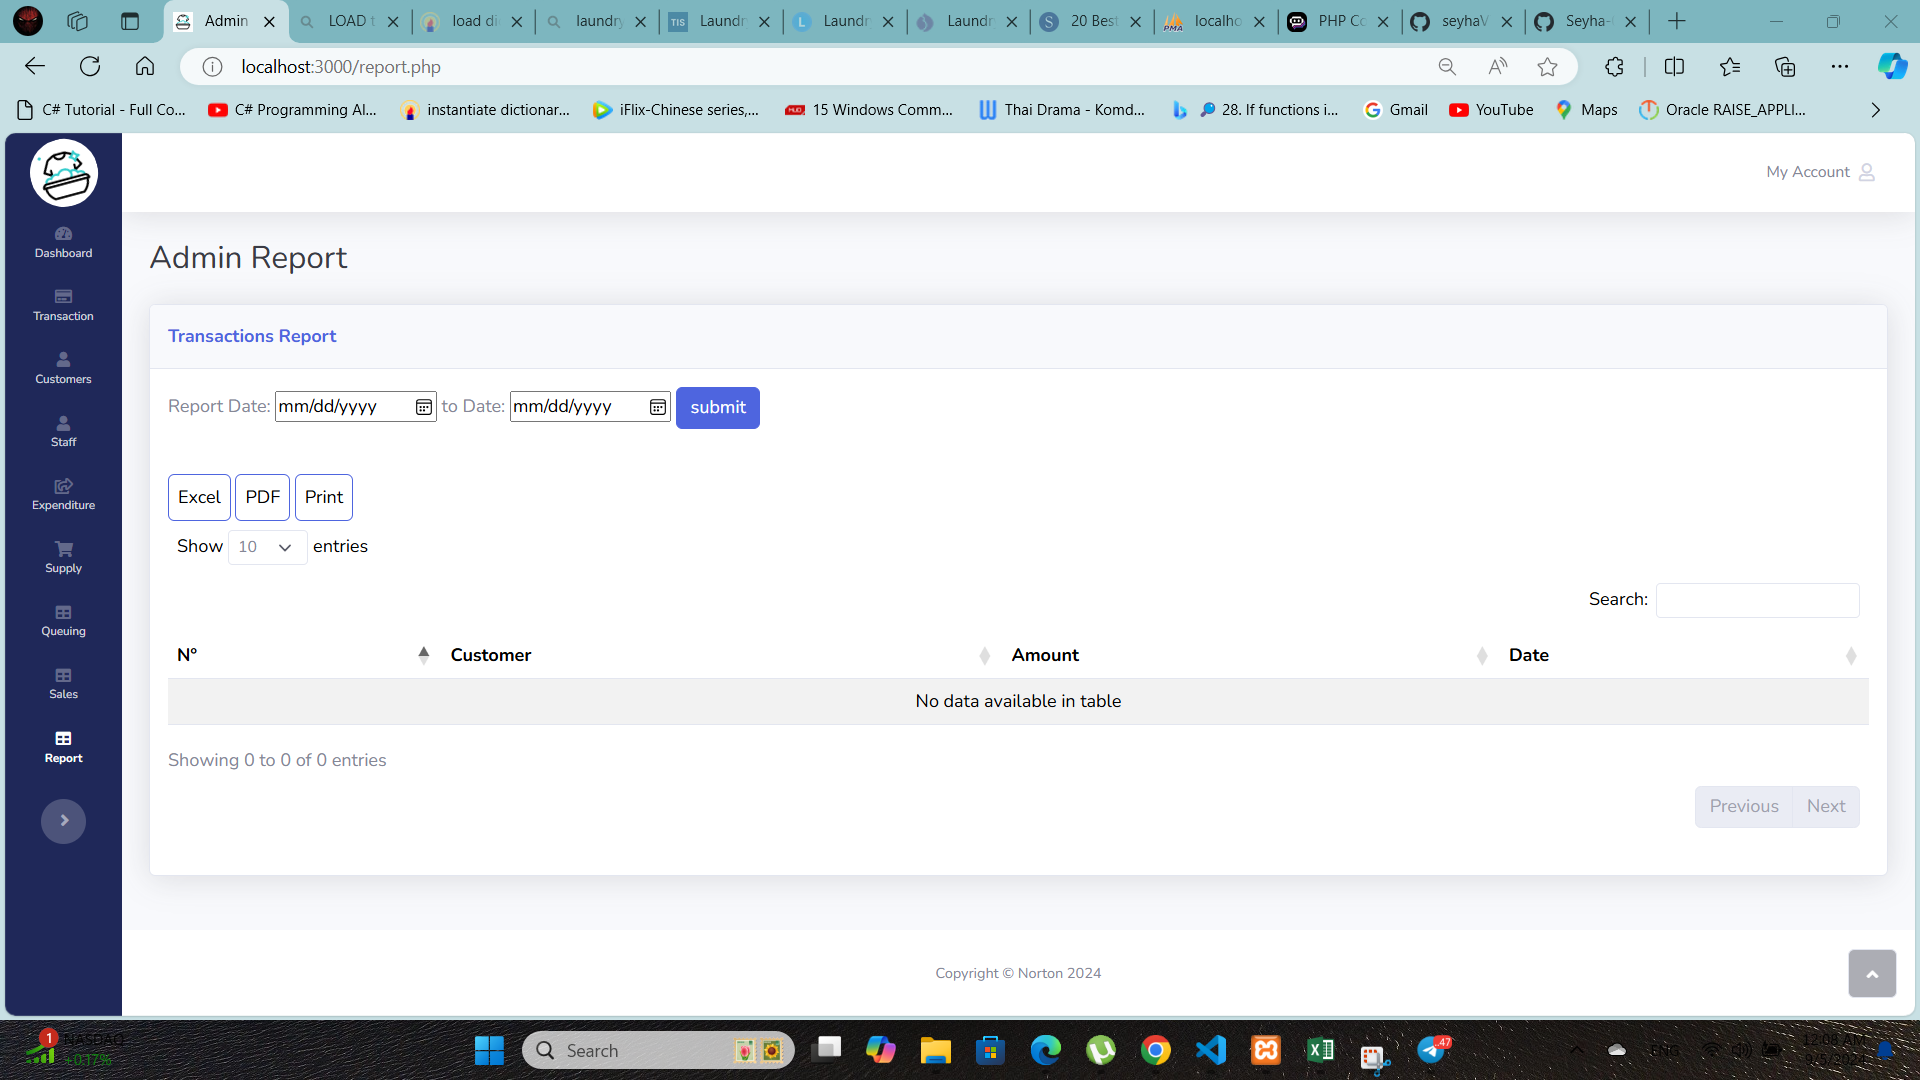 Admin
LOAD t
load di
laundry
TIS
Laundr
L
Laundr
Laundr
S
20 Best
PMA
localho
PHP Co
seyhaV
Seyha-
localhost:3000/report.php
C# Tutorial - Full Co...
C# Programming Al...
instantiate dictionar...
iFlix-Chinese series,...
15 Windows Comm...
Thai Drama - Komd...
28. If functions i...
Gmail
YouTube
Maps
Oracle RAISE_APPLI...
My Account
Dashboard
Transaction
Customers
Staff
Expenditure
Supply
Queuing
Sales
Report
Admin Report
Transactions Report
Report Date: mm/dd/yyyy to Date: mm/dd/yyyy submit
Excel PDF Print
Show 10 entries
Search:
Nº Customer Amount Date
No data available in table
Showing 0 to 0 of 0 entries
Previous Next
Copyright © Norton 2024
1
NASDAQ
+0.17%
Search
47
ENG
12:08 AM
9/5/2024